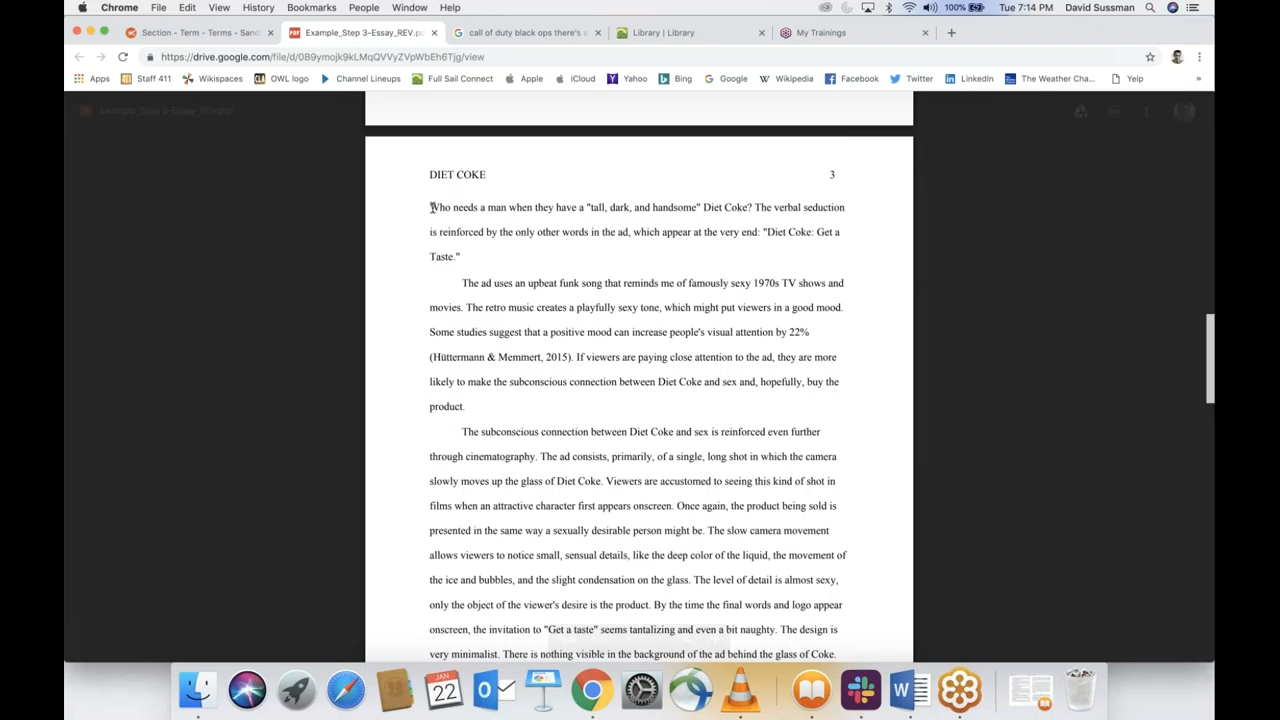 Chrome File Edit View History Bookmarks People Window Help 100% Tue 7:14 PM David Sussman
Section - Term - Terms - San Example_Step 3-Essay_REV.pd call of duty black ops there's a Library | Library My Trainings
https://drive.google.com/file/d/0B9ymojk9kLMqQVVyZVpWbEh6Tjg/view
Apps Staff 411 Wikispaces OWL logo Channel Lineups Full Sail Connect Apple iCloud Yahoo Bing Google Wikipedia Facebook Twitter LinkedIn The Weather Cha... Yelp »
Example_Step 3-Essay_REV.pdf
DIET COKE 3
Who needs a man when they have a "tall, dark, and handsome" Diet Coke? The verbal seduction
is reinforced by the only other words in the ad, which appear at the very end: "Diet Coke: Get a
Taste."
The ad uses an upbeat funk song that reminds me of famously sexy 1970s TV shows and
movies. The retro music creates a playfully sexy tone, which might put viewers in a good mood.
Some studies suggest that a positive mood can increase people's visual attention by 22%
(Hüttermann & Memmert, 2015). If viewers are paying close attention to the ad, they are more
likely to make the subconscious connection between Diet Coke and sex and, hopefully, buy the
product.
The subconscious connection between Diet Coke and sex is reinforced even further
through cinematography. The ad consists, primarily, of a single, long shot in which the camera
slowly moves up the glass of Diet Coke. Viewers are accustomed to seeing this kind of shot in
films when an attractive character first appears onscreen. Once again, the product being sold is
presented in the same way a sexually desirable person might be. The slow camera movement
allows viewers to notice small, sensual details, like the deep color of the liquid, the movement of
the ice and bubbles, and the slight condensation on the glass. The level of detail is almost sexy,
only the object of the viewer's desire is the product. By the time the final words and logo appear
onscreen, the invitation to "Get a taste" seems tantalizing and even a bit naughty. The design is
very minimalist. There is nothing visible in the background of the ad behind the glass of Coke.
JAN
22